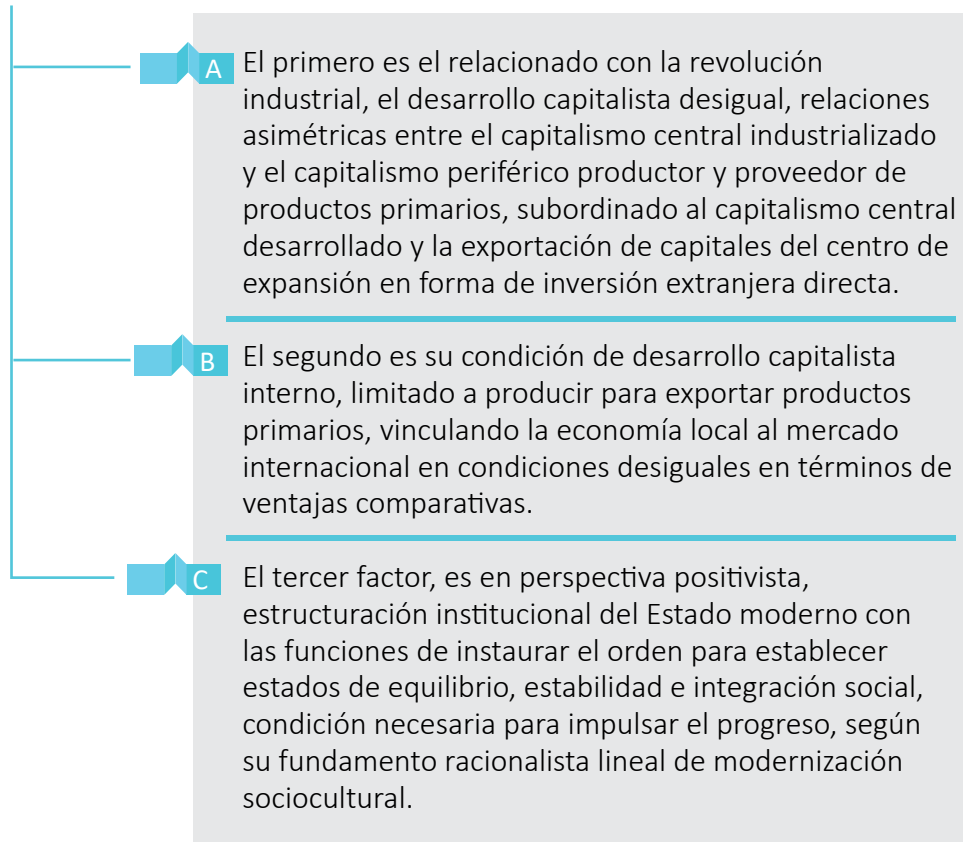 A
El primero es el relacionado con la revolución
industrial, el desarrollo capitalista desigual, relaciones
asimétricas entre el capitalismo central industrializado
y el capitalismo periférico productor y proveedor de
productos primarios, subordinado al capitalismo central
desarrollado y la exportación de capitales del centro de
expansión en forma de inversión extranjera directa.
B
El segundo es su condición de desarrollo capitalista
interno, limitado a producir para exportar productos
primarios, vinculando la economía local al mercado
internacional en condiciones desiguales en términos de
ventajas comparativas.
C
El tercer factor, es en perspectiva positivista,
estructuración institucional del Estado moderno con
las funciones de instaurar el orden para establecer
estados de equilibrio, estabilidad e integración social,
condición necesaria para impulsar el progreso, según
su fundamento racionalista lineal de modernización
sociocultural.